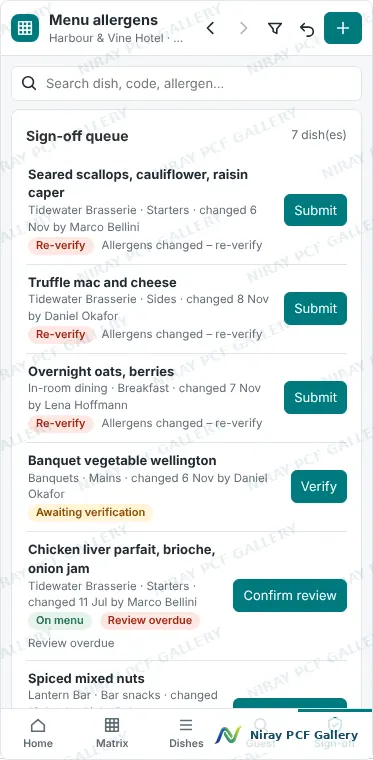 Menu allergens
Harbour & Vine Hotel · ...
Search dish, code, allergen...
Sign-off queue
7 dish(es)
Seared scallops, cauliflower, raisin
caper
Tidewater Brasserie · Starters · changed 6
Nov by Marco Bellini
Re-verify Allergens changed – re-verify
Submit
Truffle mac and cheese
Tidewater Brasserie · Sides · changed 8 Nov
by Daniel Okafor
Re-verify Allergens changed – re-verify
Submit
Overnight oats, berries
In-room dining · Breakfast · changed 7 Nov
by Lena Hoffmann
Re-verify Allergens changed – re-verify
Submit
Banquet vegetable wellington
Banquets · Mains · changed 6 Nov by Daniel
Okafor
Awaiting verification
Verify
Chicken liver parfait, brioche,
onion jam
Tidewater Brasserie · Starters ·
changed 11 Jul by Marco Bellini
On menu Review overdue
Review overdue
Confirm review
Spiced mixed nuts
Lantern Bar · Bar snacks · changed
Home
Matrix
Dishes
Guest
Sign-off
Niray PCF Gallery
NIRAY PCF GALLERY